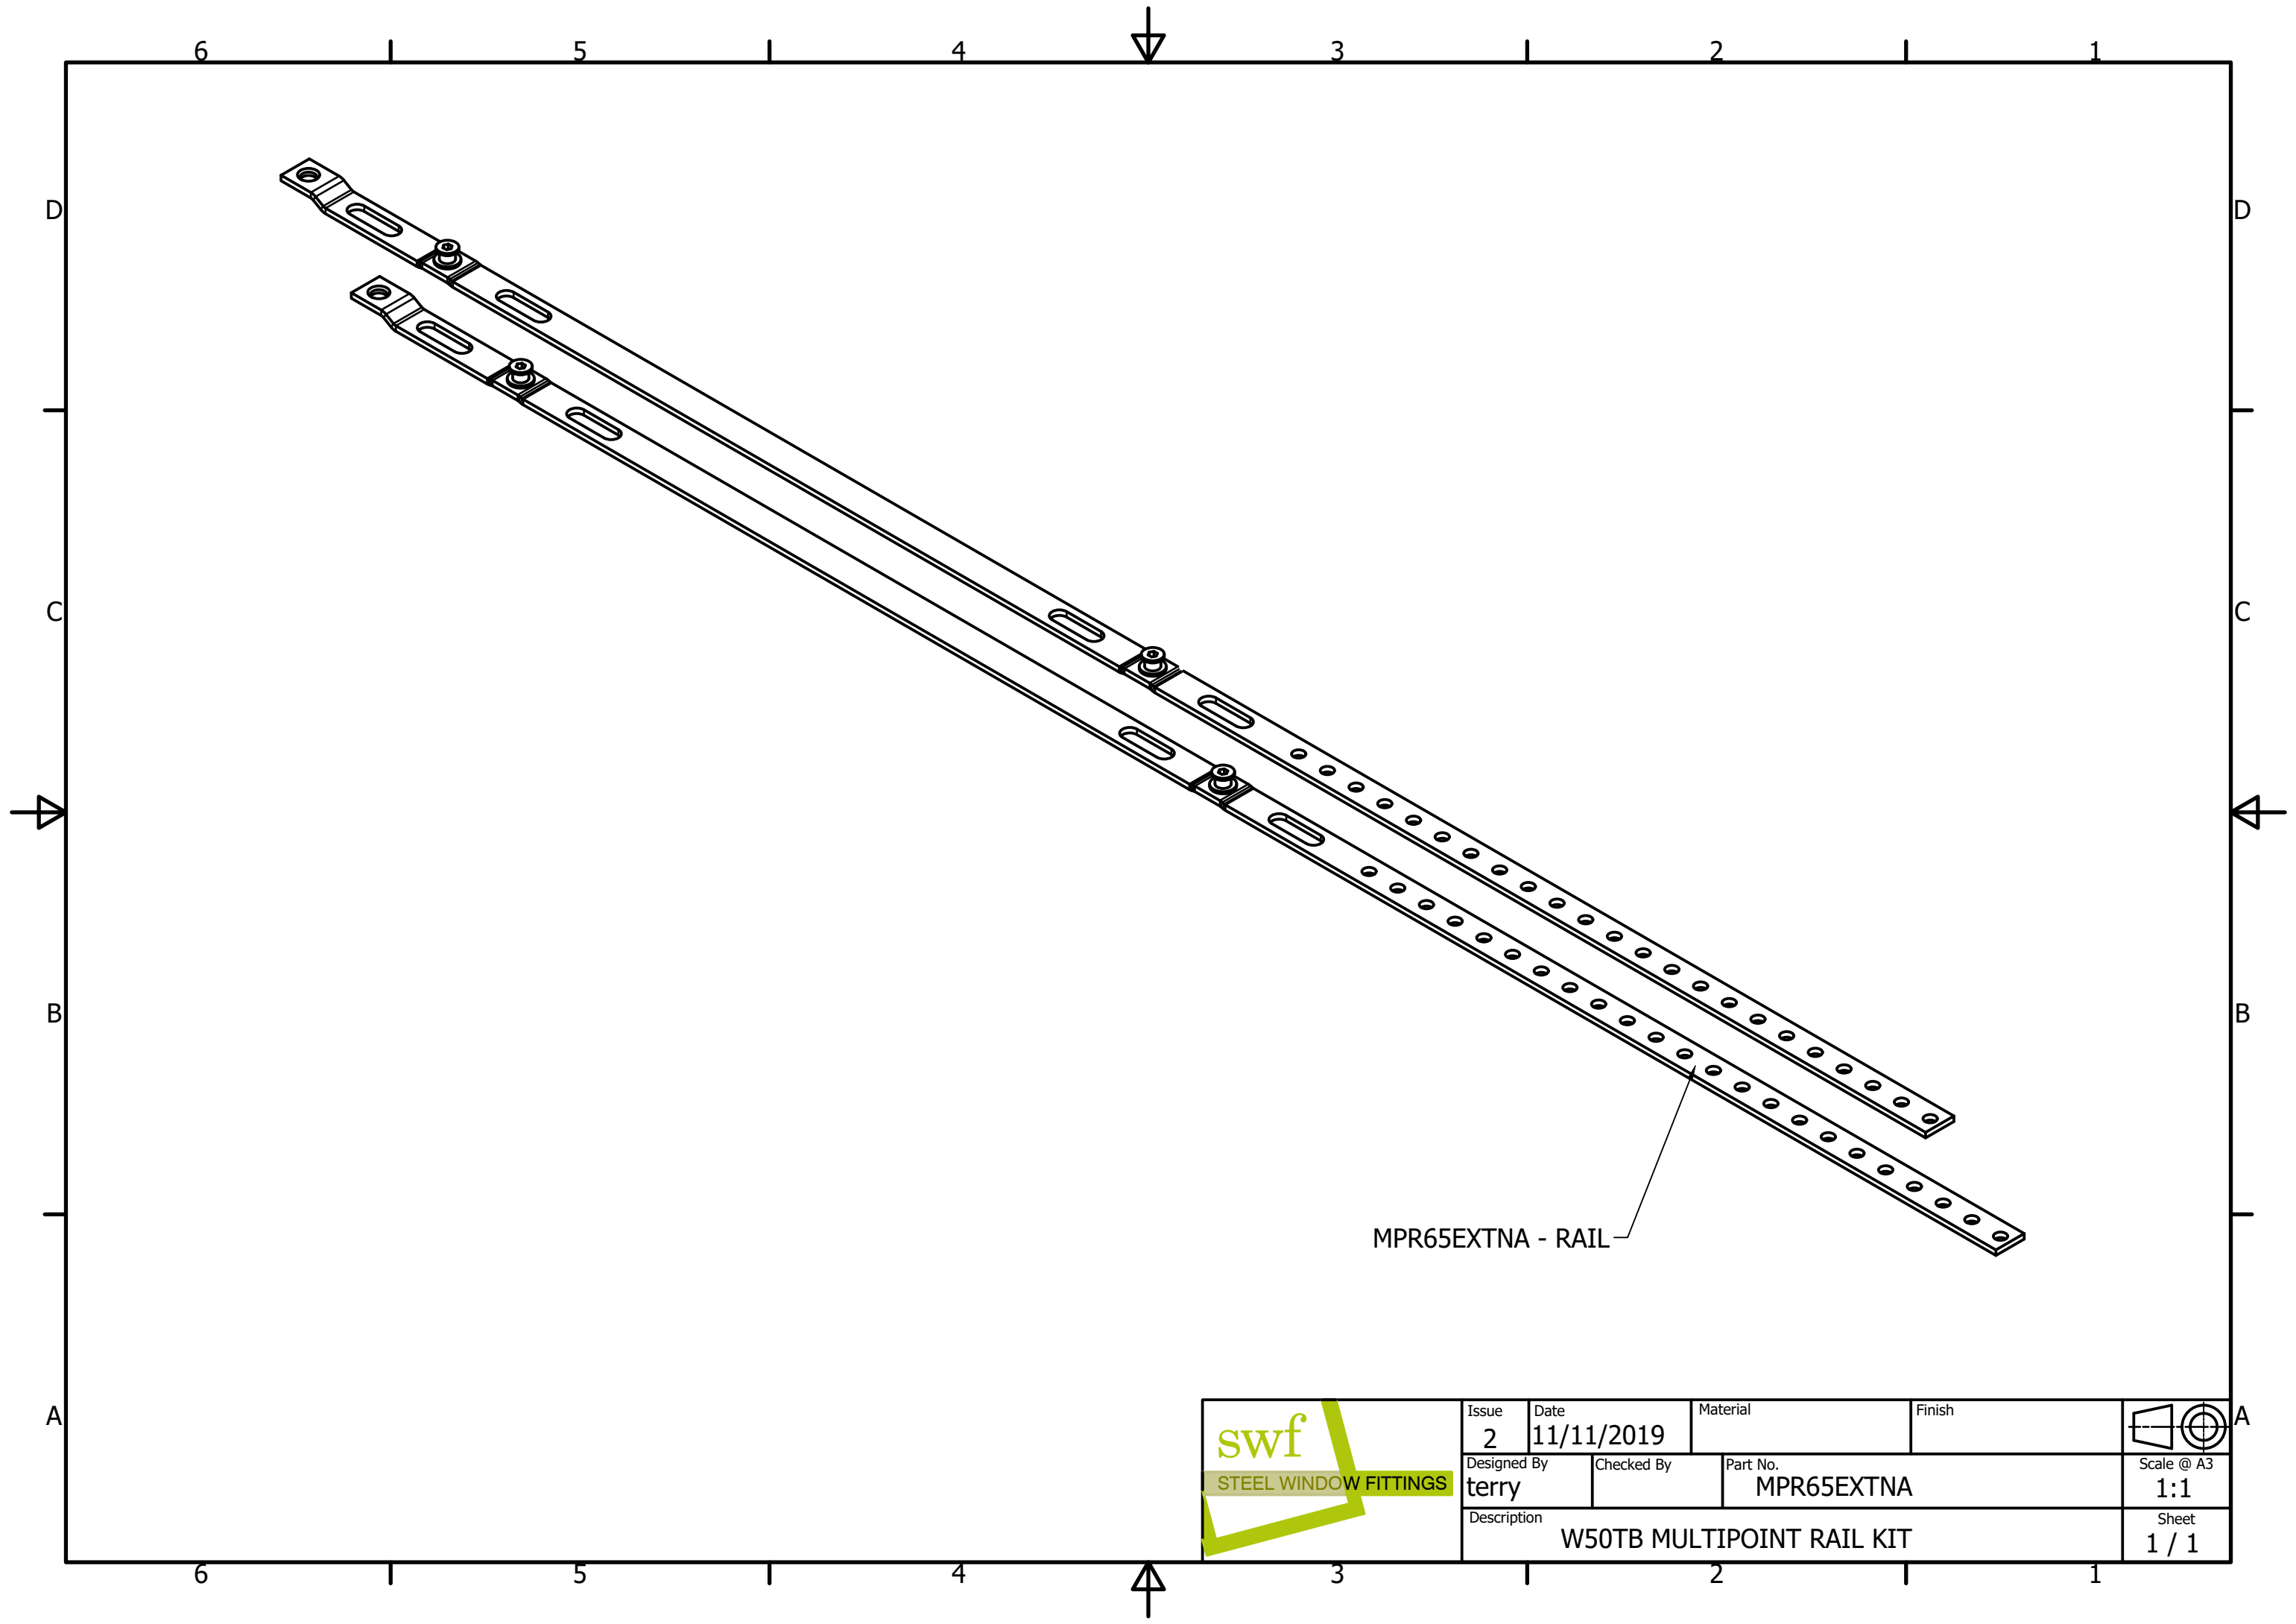 6 5 4 3 2 1
D D
C C
B B
MPR65EXTNA - RAIL
A A
swf
STEEL WINDOW FITTINGS
Issue
2
Date
11/11/2019
Material
Finish
Designed By
terry
Checked By
Part No.
MPR65EXTNA
Scale @ A3
1:1
Description
W50TB MULTIPOINT RAIL KIT
Sheet
1 / 1
6 5 4 3 2 1